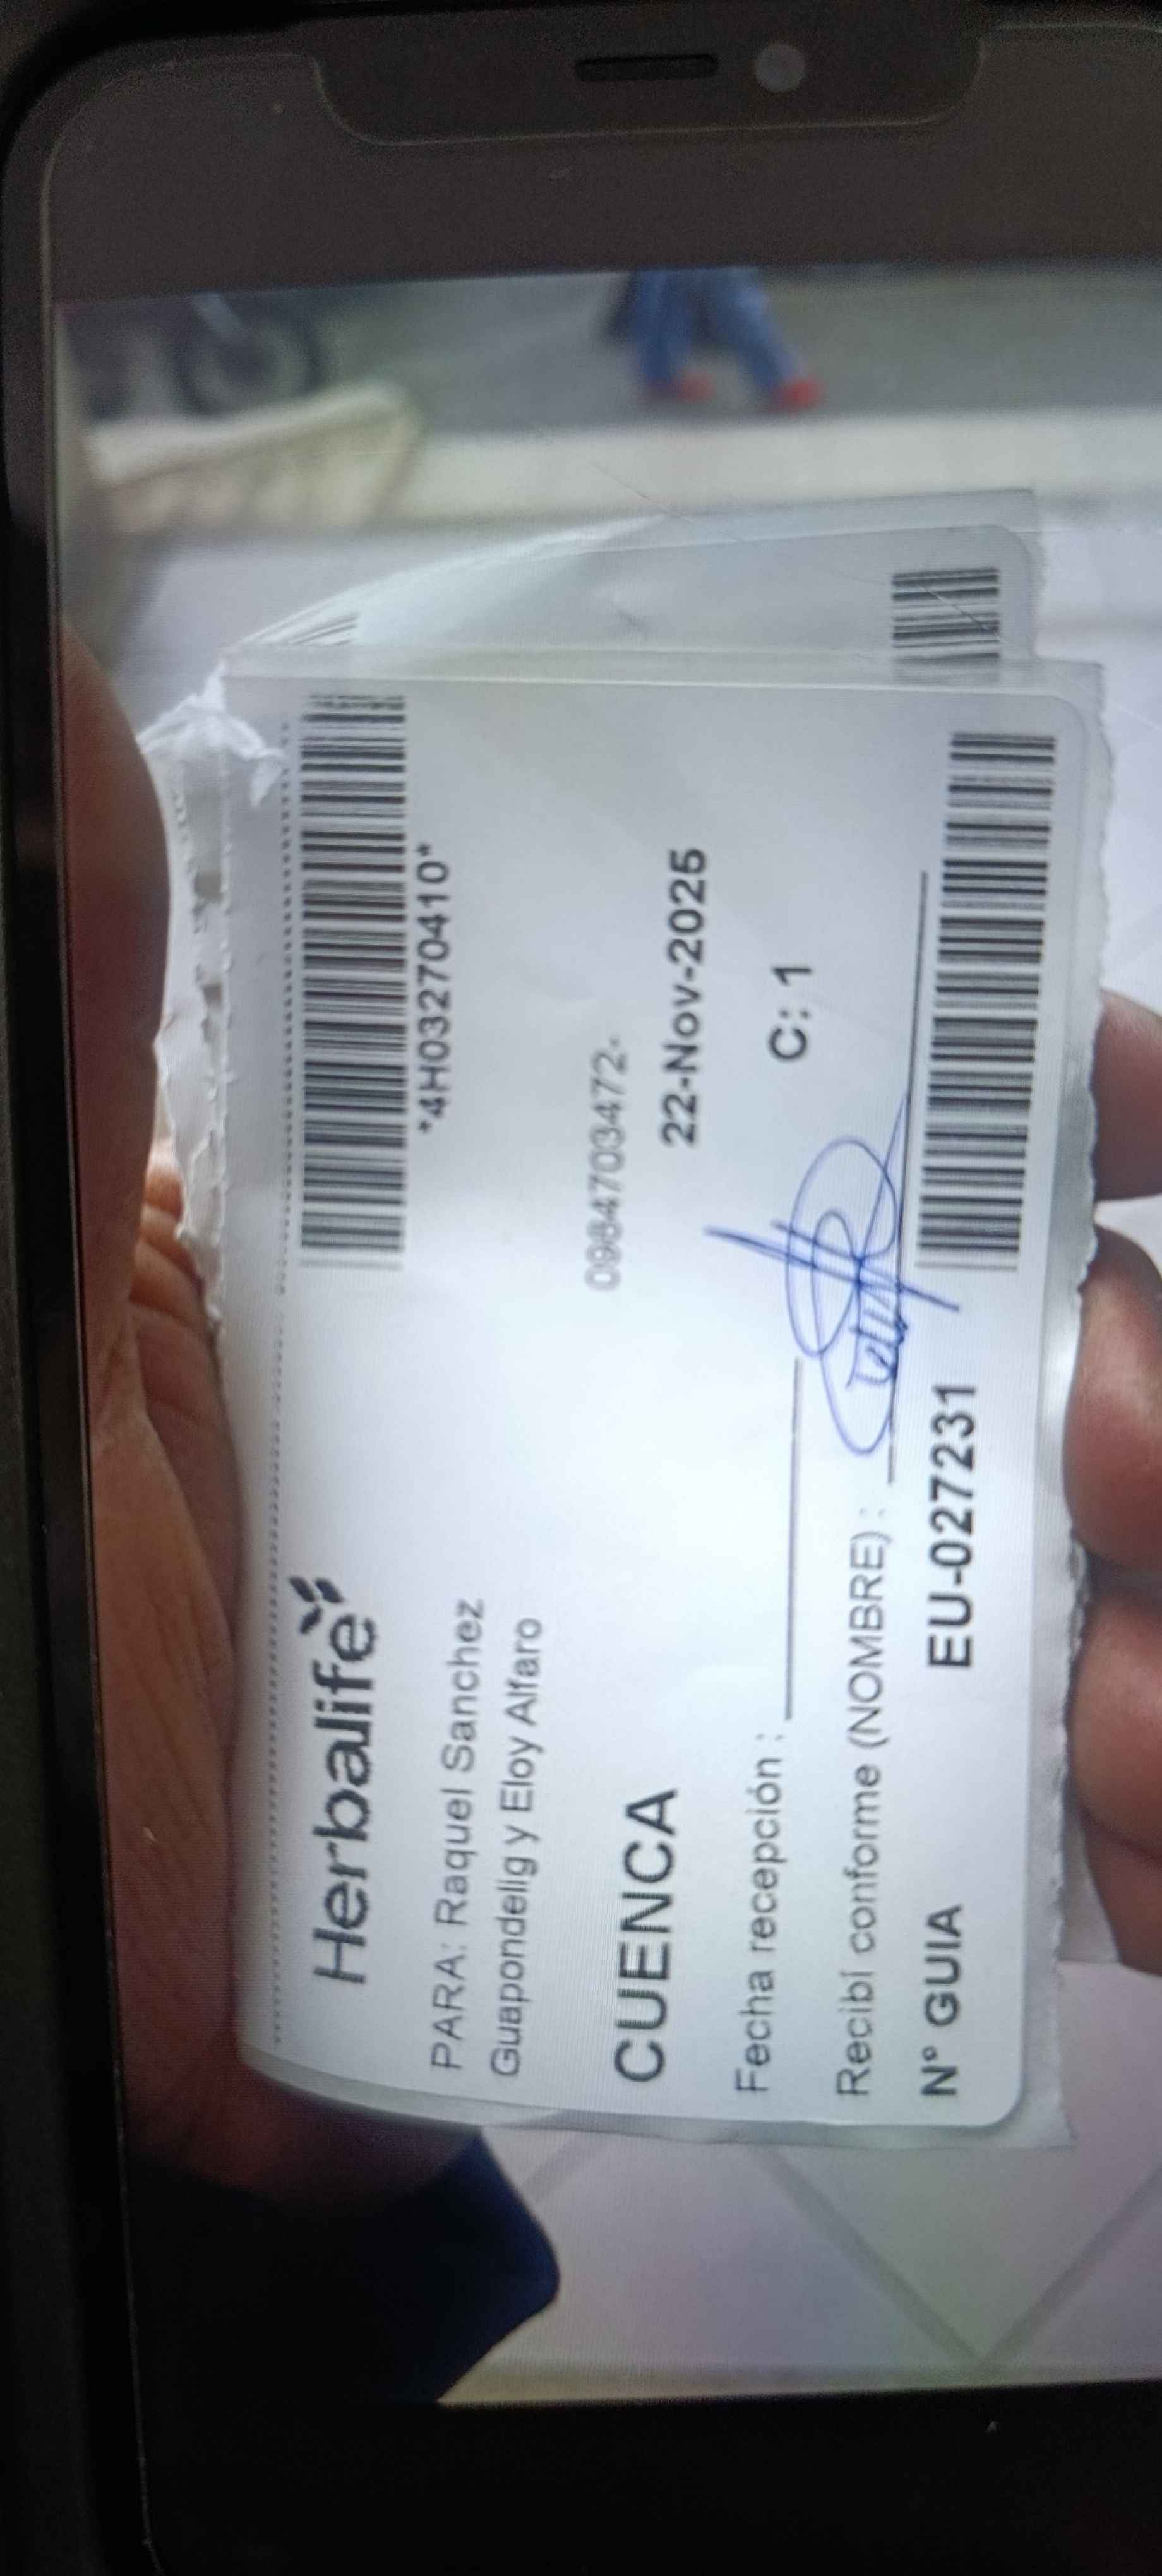 Herbalife
*4H03270410*
PARA: Raquel Sanchez
Guapondelig y Eloy Alfaro
0984703472-
CUENCA
22-Nov-2025
Fecha recepción :
C: 1
Recibí conforme (NOMBRE) :
N° GUIA
EU-027231